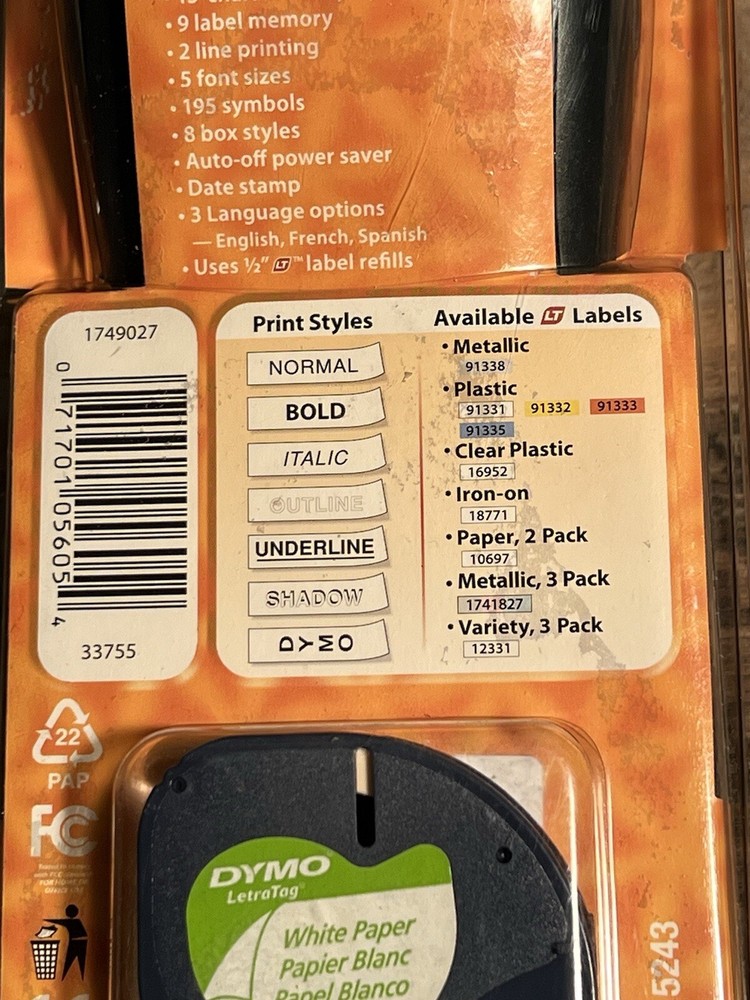 • 9 label memory
• 2 line printing
• 5 font sizes
• 195 symbols
• 8 box styles
• Auto-off power saver
• Date stamp
• 3 Language options
— English, French, Spanish
• Uses ½" LT™ label refills
1749027
0 71701 05605 4
33755
Print Styles
NORMAL
BOLD
ITALIC
OUTLINE
UNDERLINE
SHADOW
DYMO
Available LT Labels
• Metallic
91338
• Plastic
91331 91332 91333
91335
• Clear Plastic
16952
• Iron-on
18771
• Paper, 2 Pack
10697
• Metallic, 3 Pack
1741827
• Variety, 3 Pack
12331
22
PAP
FC
DYMO
LetraTag®
White Paper
Papier Blanc
Papel Blanco
5243